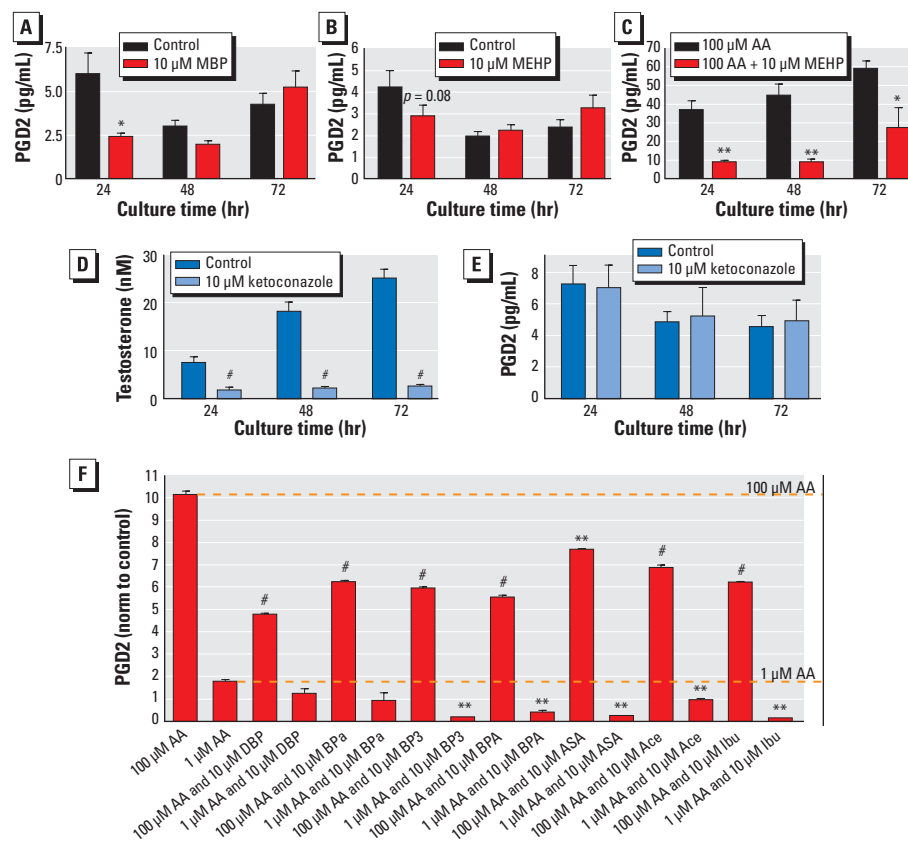 A
Control
10 µM MBP
PGD2 (pg/mL)
7.5
5.0
2.5
0
*
24
48
72
Culture time (hr)
B
Control
10 µM MEHP
PGD2 (pg/mL)
6
5
4
3
2
1
0
p = 0.08
24
48
72
Culture time (hr)
C
100 µM AA
100 AA + 10 µM MEHP
PGD2 (pg/mL)
70
60
50
40
30
20
10
0
**
**
*
24
48
72
Culture time (hr)
D
Control
10 µM ketoconazole
Testosterone (nM)
30
20
10
0
#
#
#
24
48
72
Culture time (hr)
E
Control
10 µM ketoconazole
PGD2 (pg/mL)
8
6
4
2
0
24
48
72
Culture time (hr)
F
PGD2 (norm to control)
11
10
9
8
7
6
5
4
3
2
1
0
100 µM AA
1 µM AA
#
#
#
**
#
**
**
**
#
**
#
**
100 µM AA
1 µM AA
100 µM AA and 10 µM DBP
1 µM AA and 10 µM DBP
100 µM AA and 10 µM BPa
1 µM AA and 10 µM BPa
100 µM AA and 10 µM BP3
1 µM AA and 10 µM BP3
100 µM AA and 10 µM BPA
1 µM AA and 10 µM BPA
100 µM AA and 10 µM ASA
1 µM AA and 10 µM ASA
100 µM AA and 10 µM Ace
1 µM AA and 10 µM Ace
100 µM AA and 10 µM Ibu
1 µM AA and 10 µM Ibu